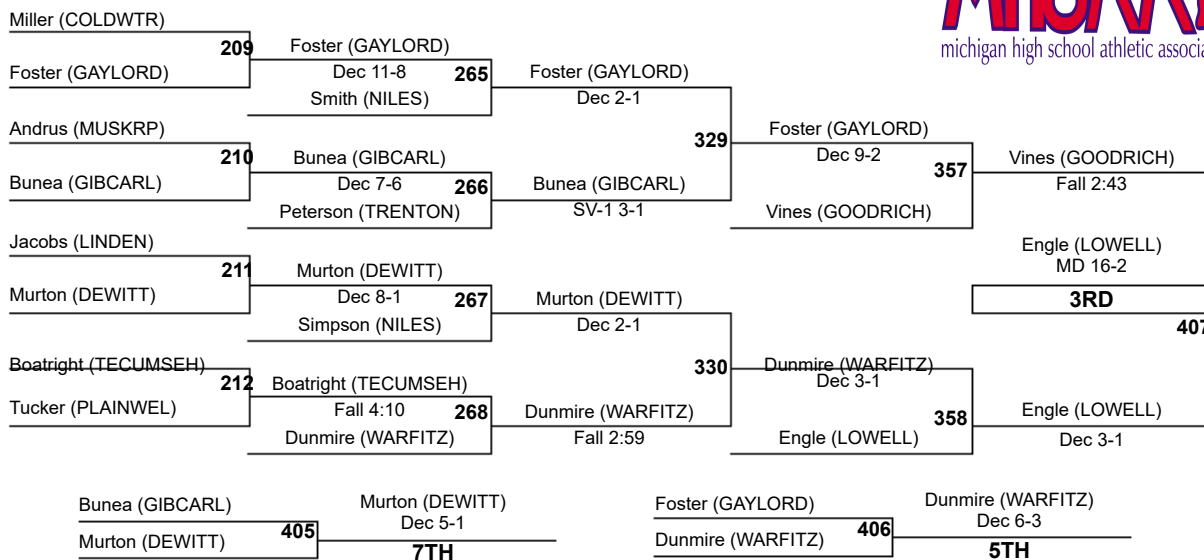 Miller (COLDWTR)
209
Foster (GAYLORD)
Foster (GAYLORD)
Dec 11-8
265
Smith (NILES)
Foster (GAYLORD)
Dec 2-1
michigan high school athletic associa
Andrus (MUSKRP)
210
Bunea (GIBCARL)
Bunea (GIBCARL)
Dec 7-6
266
Peterson (TRENTON)
Bunea (GIBCARL)
SV-1 3-1
329
Foster (GAYLORD)
Dec 9-2
357
Vines (GOODRICH)
Vines (GOODRICH)
Fall 2:43
Jacobs (LINDEN)
211
Murton (DEWITT)
Murton (DEWITT)
Dec 8-1
267
Simpson (NILES)
Murton (DEWITT)
Dec 2-1
Engle (LOWELL)
MD 16-2
3RD
407
Boatright (TECUMSEH)
212
Tucker (PLAINWEL)
Boatright (TECUMSEH)
Fall 4:10
268
Dunmire (WARFITZ)
Dunmire (WARFITZ)
Fall 2:59
330
Dunmire (WARFITZ)
Dec 3-1
358
Engle (LOWELL)
Engle (LOWELL)
Dec 3-1
Bunea (GIBCARL)
405
Murton (DEWITT)
Murton (DEWITT)
Dec 5-1
7TH
Foster (GAYLORD)
406
Dunmire (WARFITZ)
Dunmire (WARFITZ)
Dec 6-3
5TH